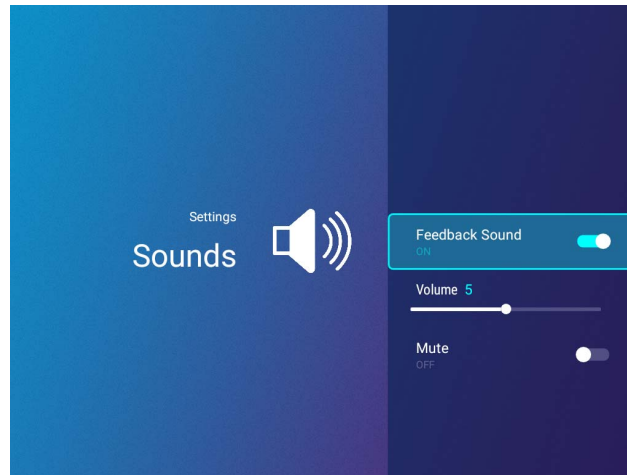 Settings
Sounds
Feedback Sound
ON
Volume 5
Mute
OFF